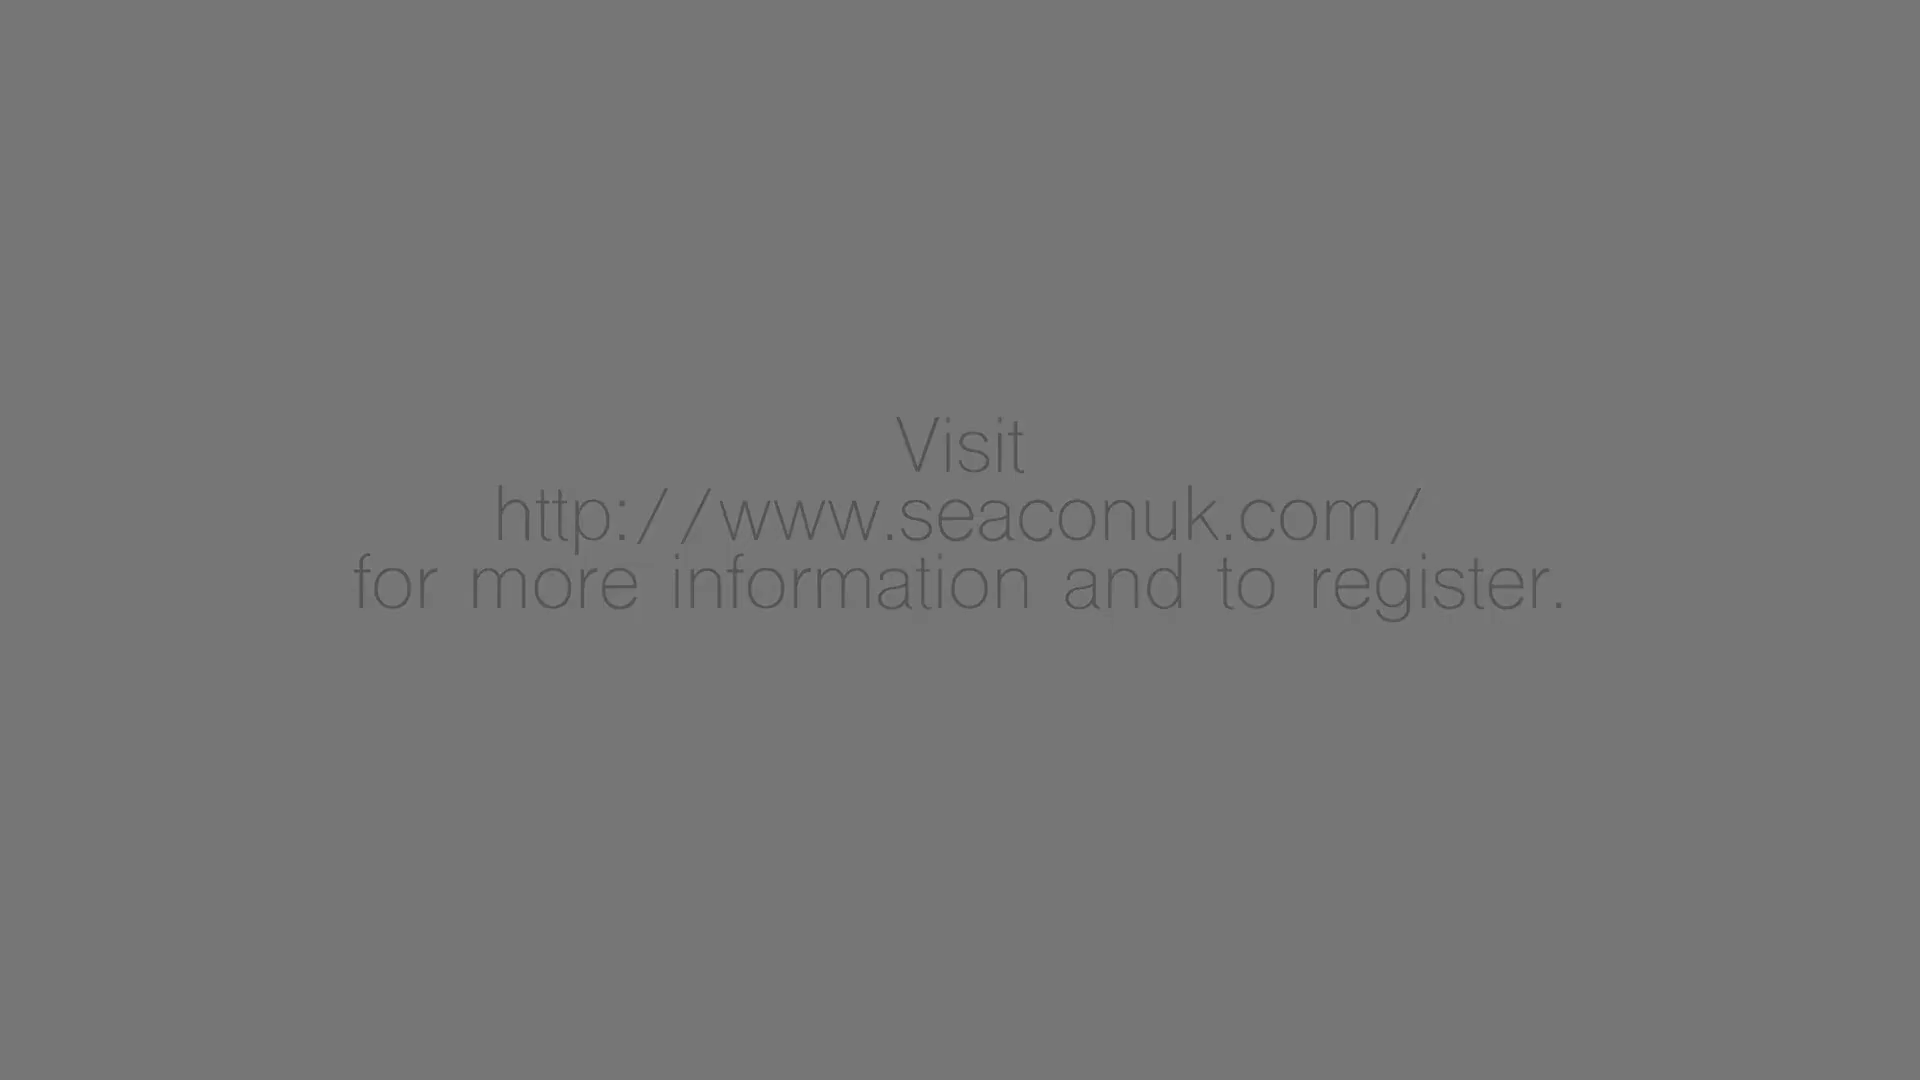 Visit
http://www.seaconuk.com/
for more information and to register.